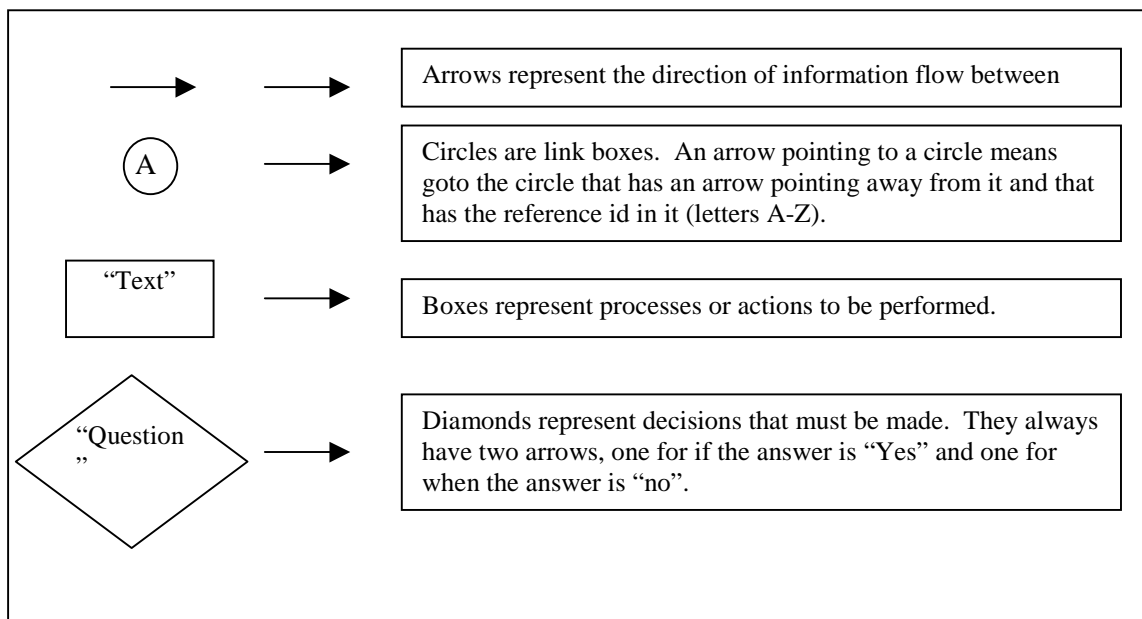 Arrows represent the direction of information flow between
A
Circles are link boxes.  An arrow pointing to a circle means
goto the circle that has an arrow pointing away from it and that
has the reference id in it (letters A-Z).
“Text”
Boxes represent processes or actions to be performed.
“Question
”
Diamonds represent decisions that must be made.  They always
have two arrows, one for if the answer is “Yes” and one for
when the answer is “no”.